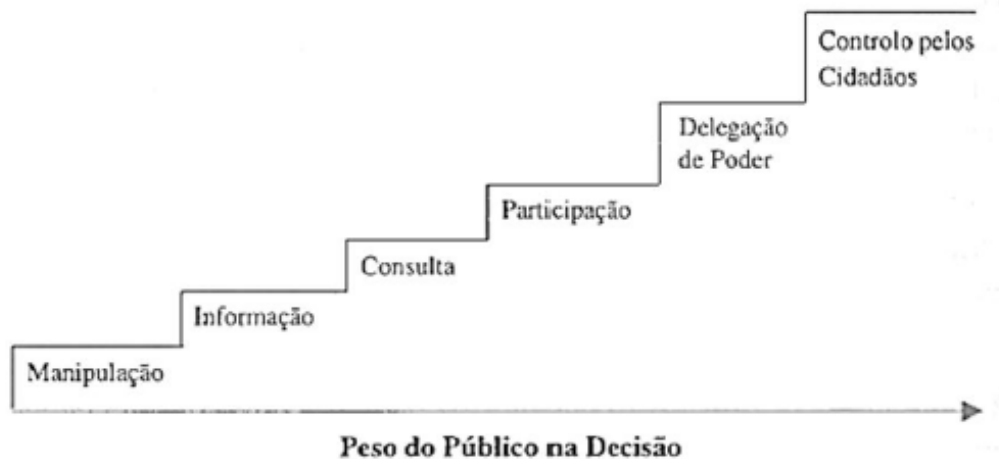 Controlo pelos
Cidadãos
Delegação
de Poder
Participação
Consulta
Informação
Manipulação
Peso do Público na Decisão